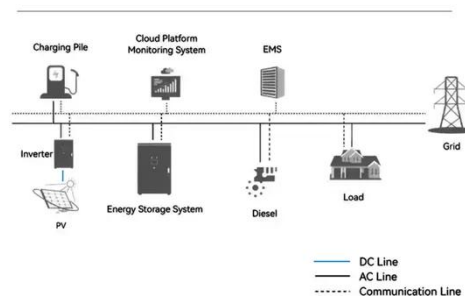 Charging Pile
Cloud Platform
Monitoring System
EMS
Grid
Inverter
PV
Energy Storage System
Diesel
Load
DC Line
AC Line
Communication Line